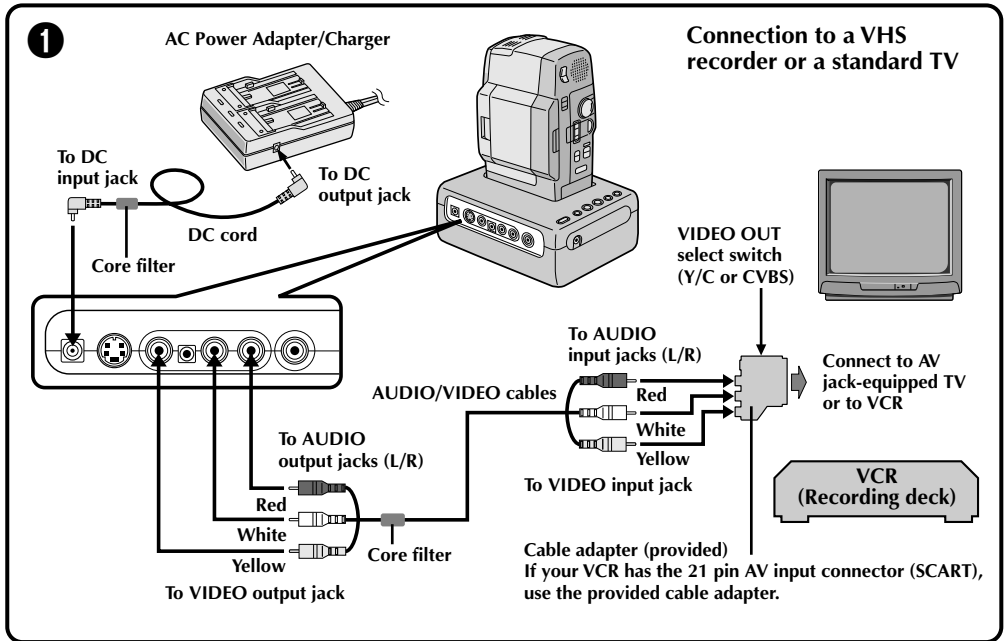 1
AC Power Adapter/Charger
Connection to a VHS
recorder or a standard TV
To DC
input jack
To DC
output jack
DC cord
Core filter
VIDEO OUT
select switch
(Y/C or CVBS)
To AUDIO
input jacks (L/R)
Connect to AV
jack-equipped TV
or to VCR
AUDIO/VIDEO cables
Red
White
Yellow
To AUDIO
output jacks (L/R)
To VIDEO input jack
VCR
(Recording deck)
Red
White
Yellow
Core filter
To VIDEO output jack
Cable adapter (provided)
If your VCR has the 21 pin AV input connector (SCART),
use the provided cable adapter.